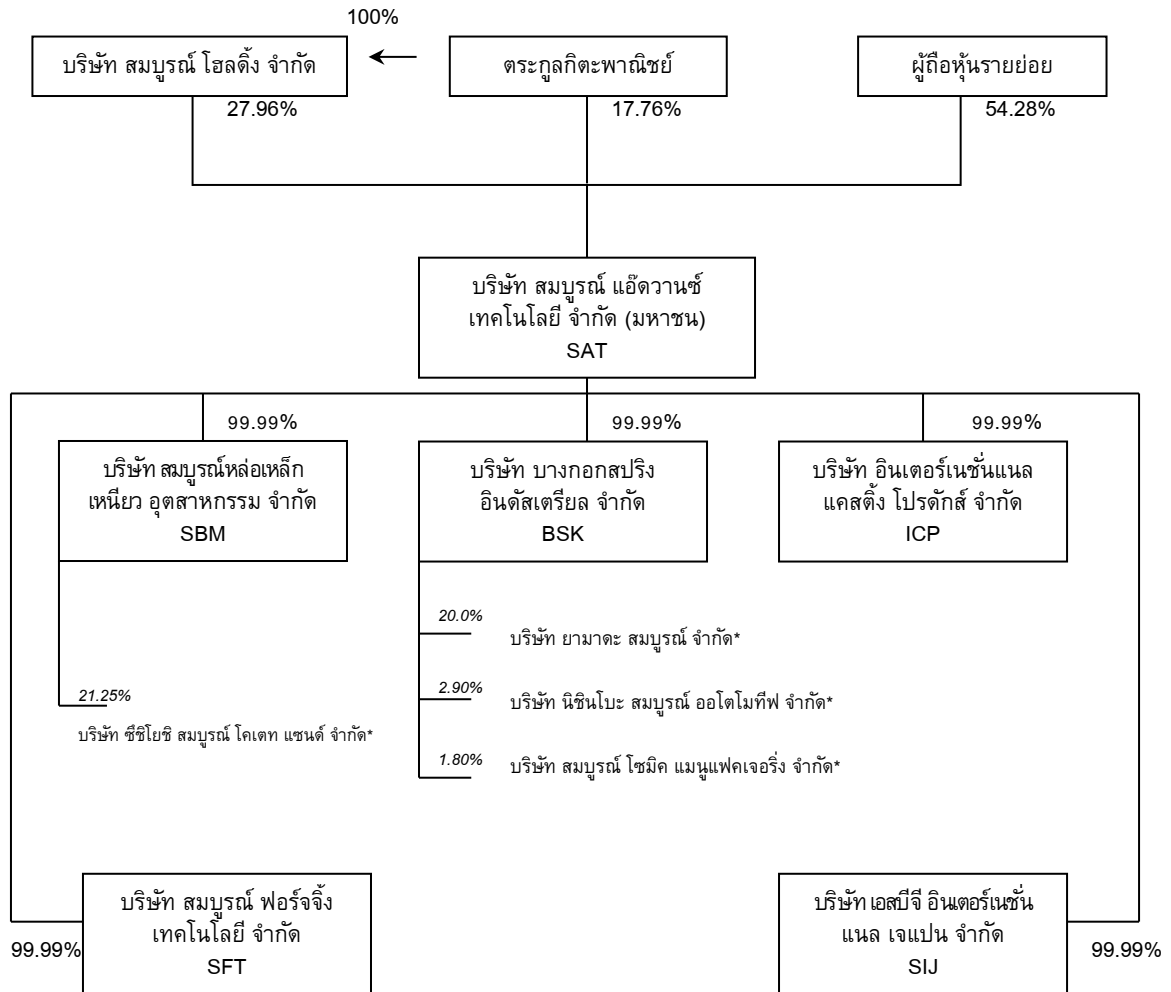 100%
บริษัท สมบูรณ์ โฮลดิ้ง จำกัด
ตระกูลกิตะพาณิชย์
ผู้ถือหุ้นรายย่อย
27.96%
17.76%
54.28%
บริษัท สมบูรณ์ แอ๊ดวานซ์
เทคโนโลยี จำกัด (มหาชน)
SAT
99.99%
99.99%
99.99%
บริษัท สมบูรณ์หล่อเหล็ก
เหนียว อุตสาหกรรม จำกัด
SBM
บริษัท บางกอกสปริง
อินดัสเตรียล จำกัด
BSK
บริษัท อินเตอร์เนชั่นแนล
แคสติ้ง โปรดักส์ จำกัด
ICP
20.0%
บริษัท ยามาดะ สมบูรณ์ จำกัด*
2.90%
บริษัท นิชินโบะ สมบูรณ์ ออโตโมทีฟ จำกัด*
21.25%
บริษัท ซึชิโยชิ สมบูรณ์ โคเตท แซนด์ จำกัด*
1.80%
บริษัท สมบูรณ์ โซมิค แมนูแฟคเจอริ่ง จำกัด*
บริษัท สมบูรณ์ ฟอร์จจิ้ง
เทคโนโลยี จำกัด
SFT
99.99%
บริษัท เอสบีจี อินเตอร์เนชั่น
แนล เจแปน จำกัด
SIJ
99.99%